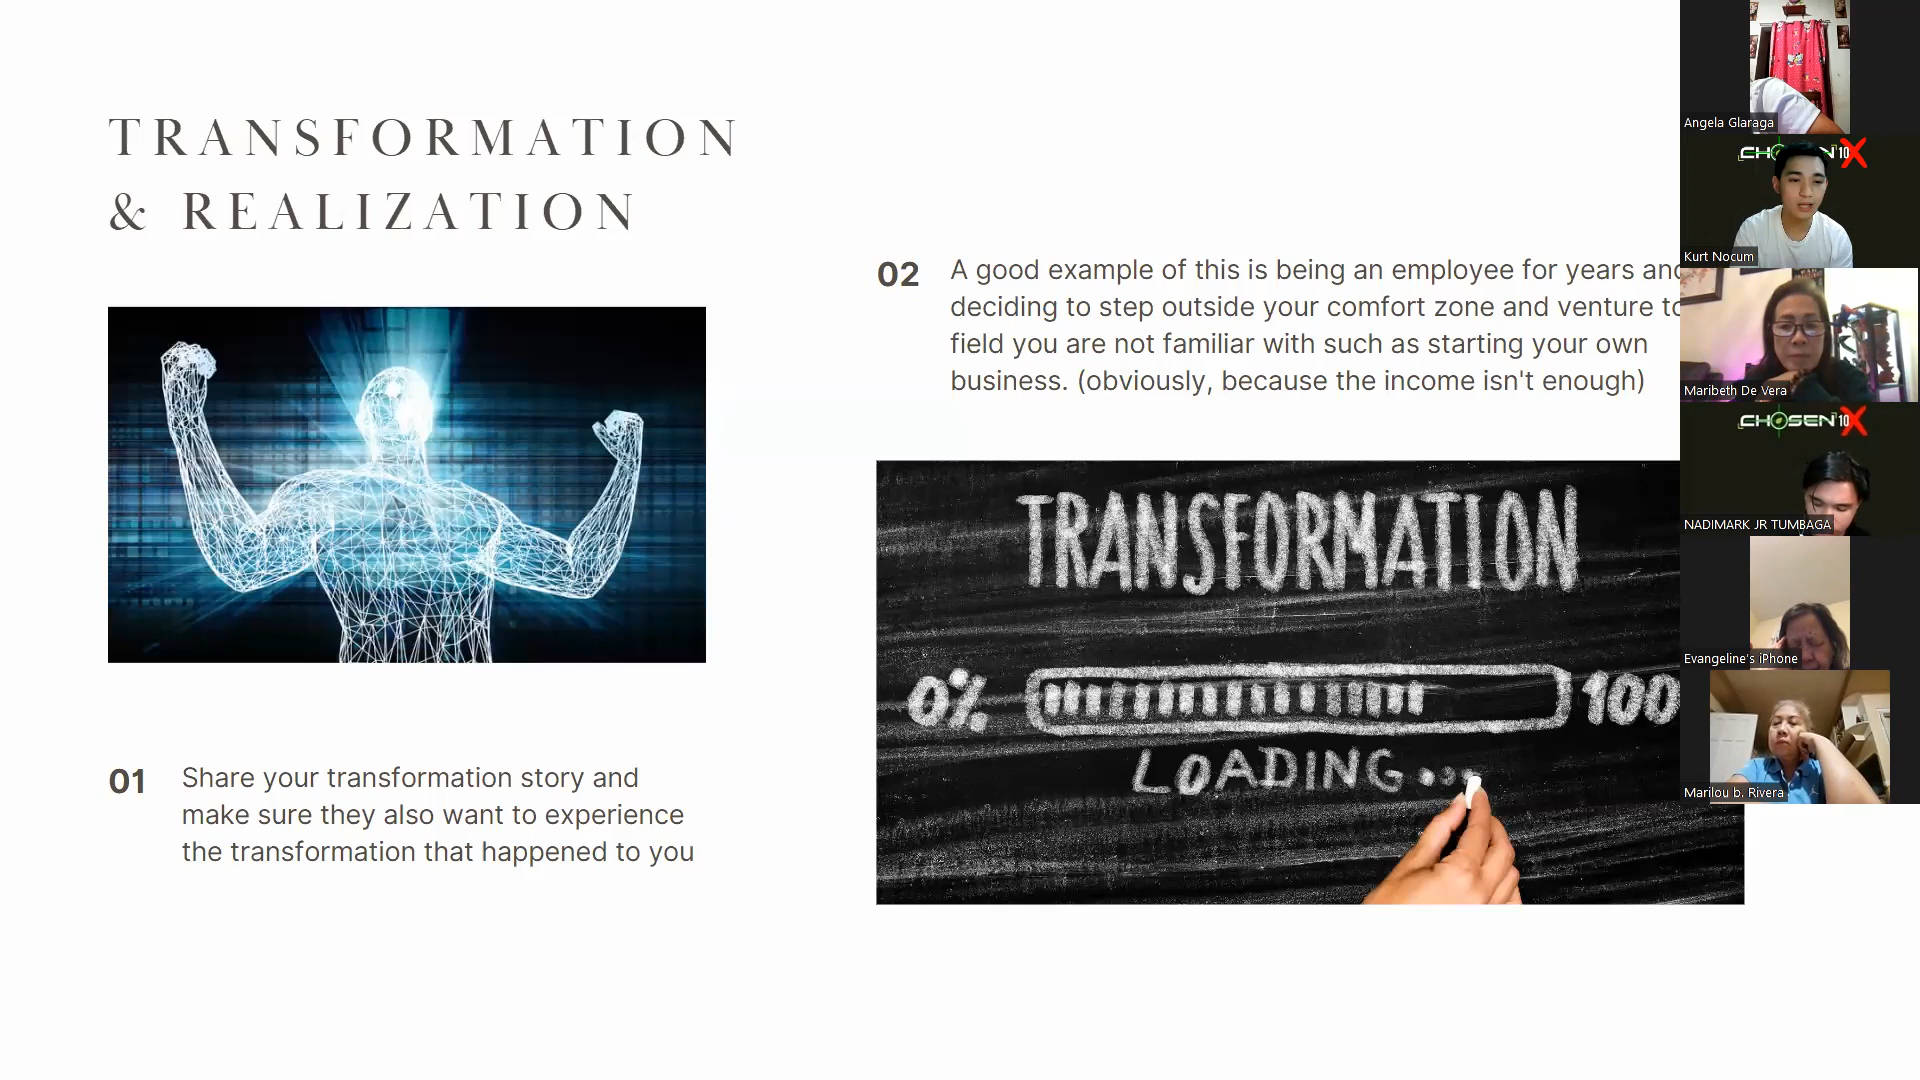 TRANSFORMATION
& REALIZATION
01 Share your transformation story and
make sure they also want to experience
the transformation that happened to you
02 A good example of this is being an employee for years and
deciding to step outside your comfort zone and venture to
field you are not familiar with such as starting your own
business. (obviously, because the income isn't enough)
TRANSFORMATION
0% 100
LOADING...
Angela Glaraga
CHOSEN 10X
Kurt Nocum
Maribeth De Vera
CHOSEN 10X
NADIMARK JR TUMBAGA
Evangeline's iPhone
Marilou b. Rivera